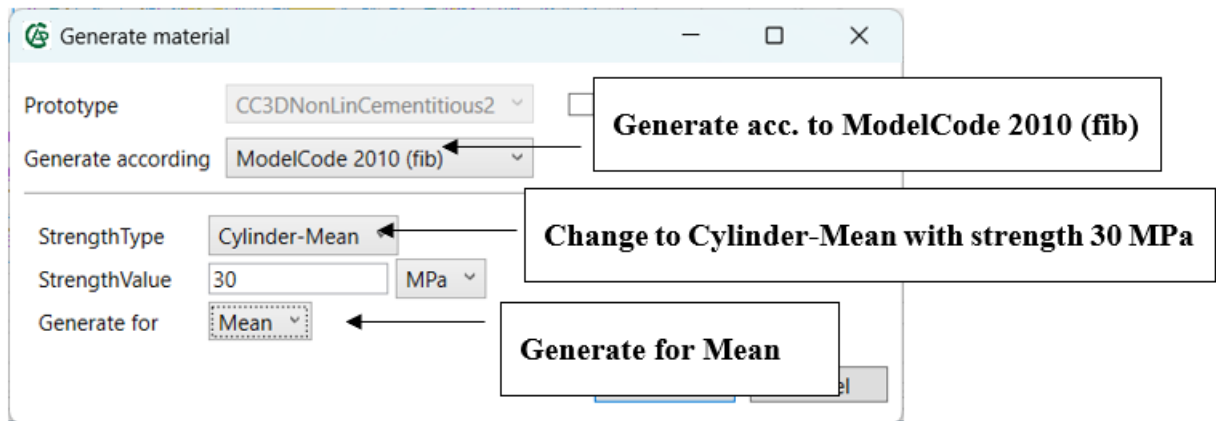 Generate material
Prototype CC3DNonLinCementitious2
Generate acc. to ModelCode 2010 (fib)
Generate according ModelCode 2010 (fib)
StrengthType Cylinder-Mean
Change to Cylinder-Mean with strength 30 MPa
StrengthValue 30 MPa
Generate for Mean
Generate for Mean